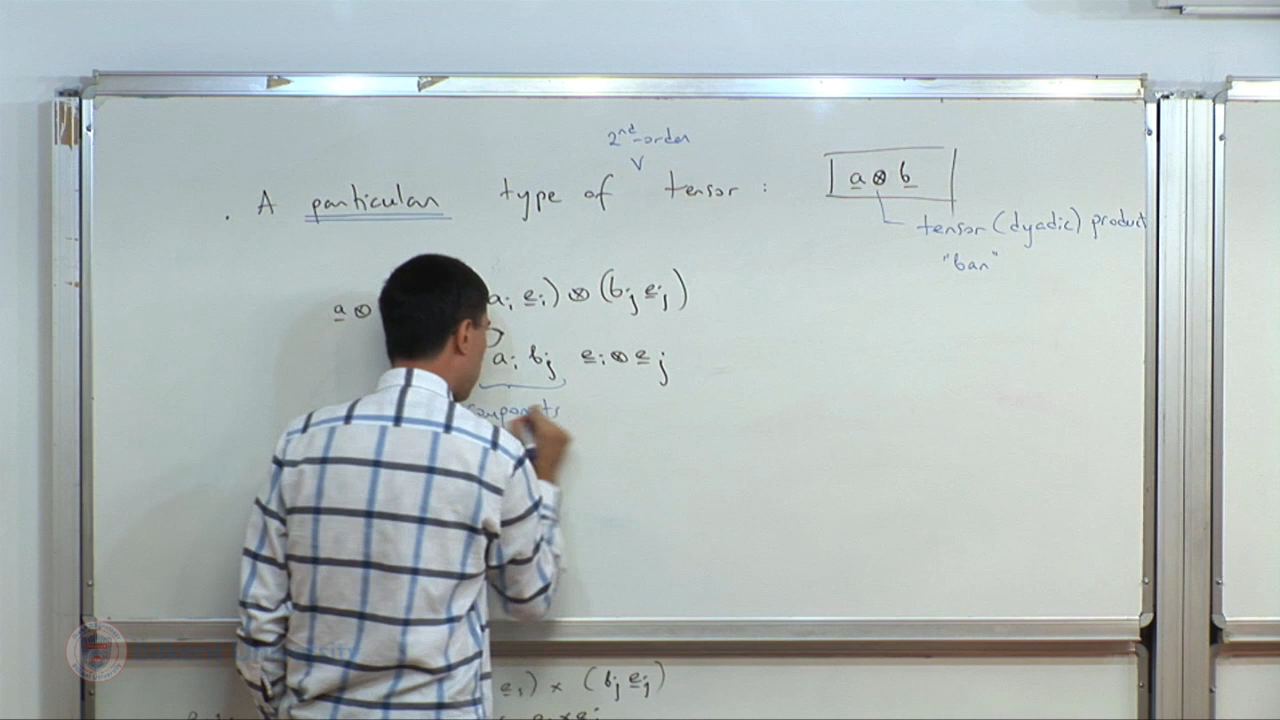 2nd-order
. A particular type of tensor : a ⊗ b
tensor (dyadic) product
"ban"
a ⊗ a_i e_i) ⊗ (b_j e_j)
a_i b_j e_i ⊗ e_j
components
e_i) × (b_j e_j)